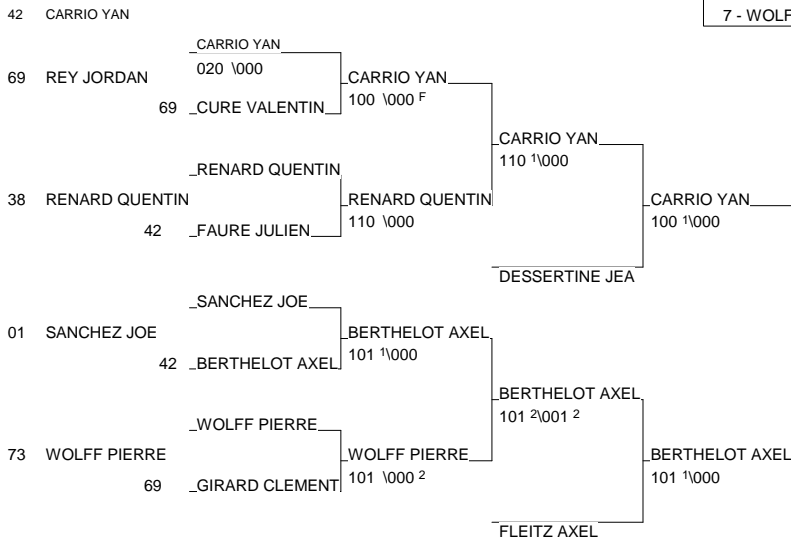 42 CARRIO YAN
7 - WOLF
CARRIO YAN
020 \000
69 REY JORDAN
CARRIO YAN
100 \000 F
69 CURE VALENTIN
CARRIO YAN
110 1\000
RENARD QUENTIN
38 RENARD QUENTIN
RENARD QUENTIN
110 \000
CARRIO YAN
100 1\000
42 FAURE JULIEN
DESSERTINE JEA
SANCHEZ JOE
01 SANCHEZ JOE
BERTHELOT AXEL
101 1\000
42 BERTHELOT AXEL
BERTHELOT AXEL
101 2\001 2
WOLFF PIERRE
73 WOLFF PIERRE
WOLFF PIERRE
101 \000 2
BERTHELOT AXEL
101 1\000
69 GIRARD CLEMENT
FLEITZ AXEL